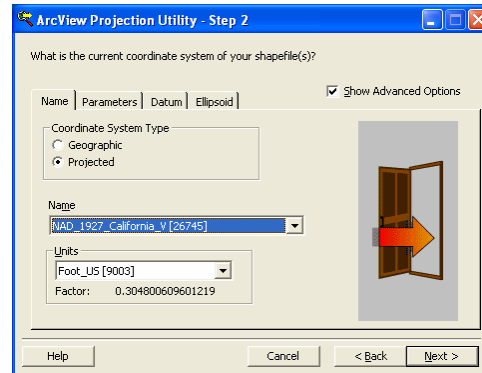 ArcView Projection Utility - Step 2
What is the current coordinate system of your shapefile(s)?
Show Advanced Options
Name Parameters Datum Ellipsoid
Coordinate System Type
Geographic
Projected
Name
NAD_1927_California_V [26745]
Units
Foot_US [9003]
Factor: 0.304800609601219
Help Cancel < Back Next >